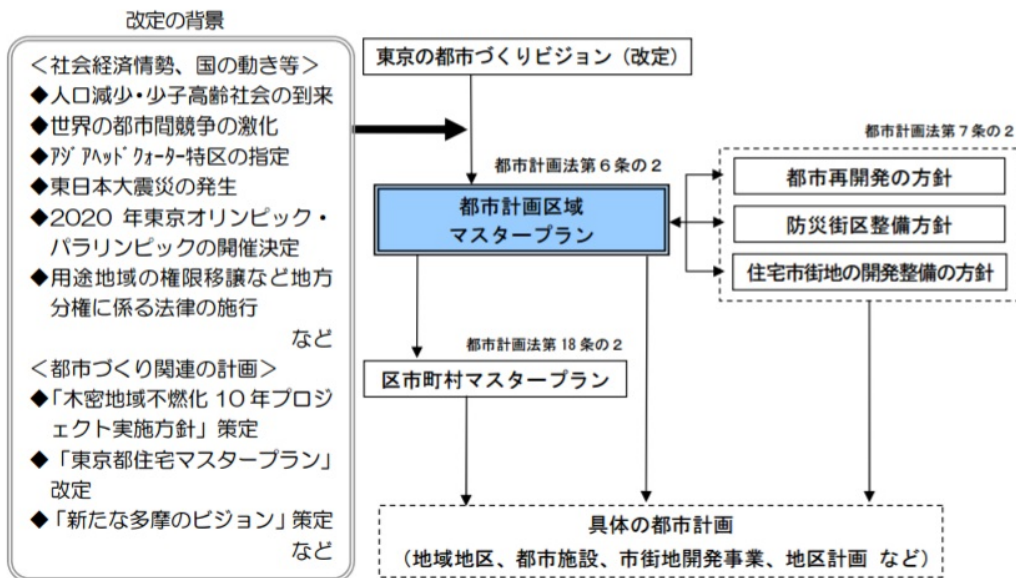 改定の背景
＜社会経済情勢、国の動き等＞
◆人口減少・少子高齢社会の到来
◆世界の都市間競争の激化
◆ｱｼﾞｱﾍｯﾄﾞｸｫｰﾀｰ特区の指定
◆東日本大震災の発生
◆2020 年東京オリンピック・
パラリンピックの開催決定
◆用途地域の権限移譲など地方
分権に係る法律の施行
など
＜都市づくり関連の計画＞
◆「木密地域不燃化 10 年プロジ
ェクト実施方針」策定
◆「東京都住宅マスタープラン」
改定
◆「新たな多摩のビジョン」策定
など
東京の都市づくりビジョン（改定）
都市計画法第６条の２
都市計画区域
マスタープラン
都市計画法第７条の２
都市再開発の方針
防災街区整備方針
住宅市街地の開発整備の方針
都市計画法第 18 条の２
区市町村マスタープラン
具体の都市計画
（地域地区、都市施設、市街地開発事業、地区計画 など）